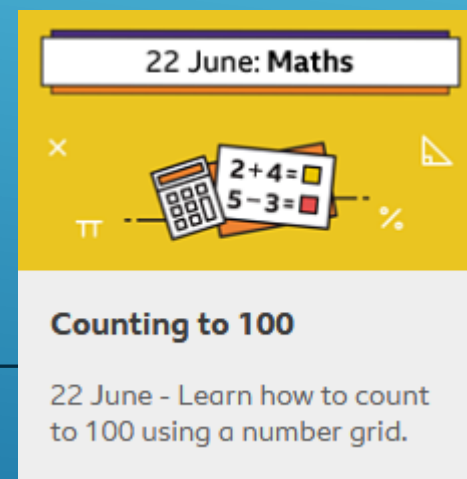 22 June: Maths
2+4=
5-3=
Counting to 100
22 June - Learn how to count
to 100 using a number grid.